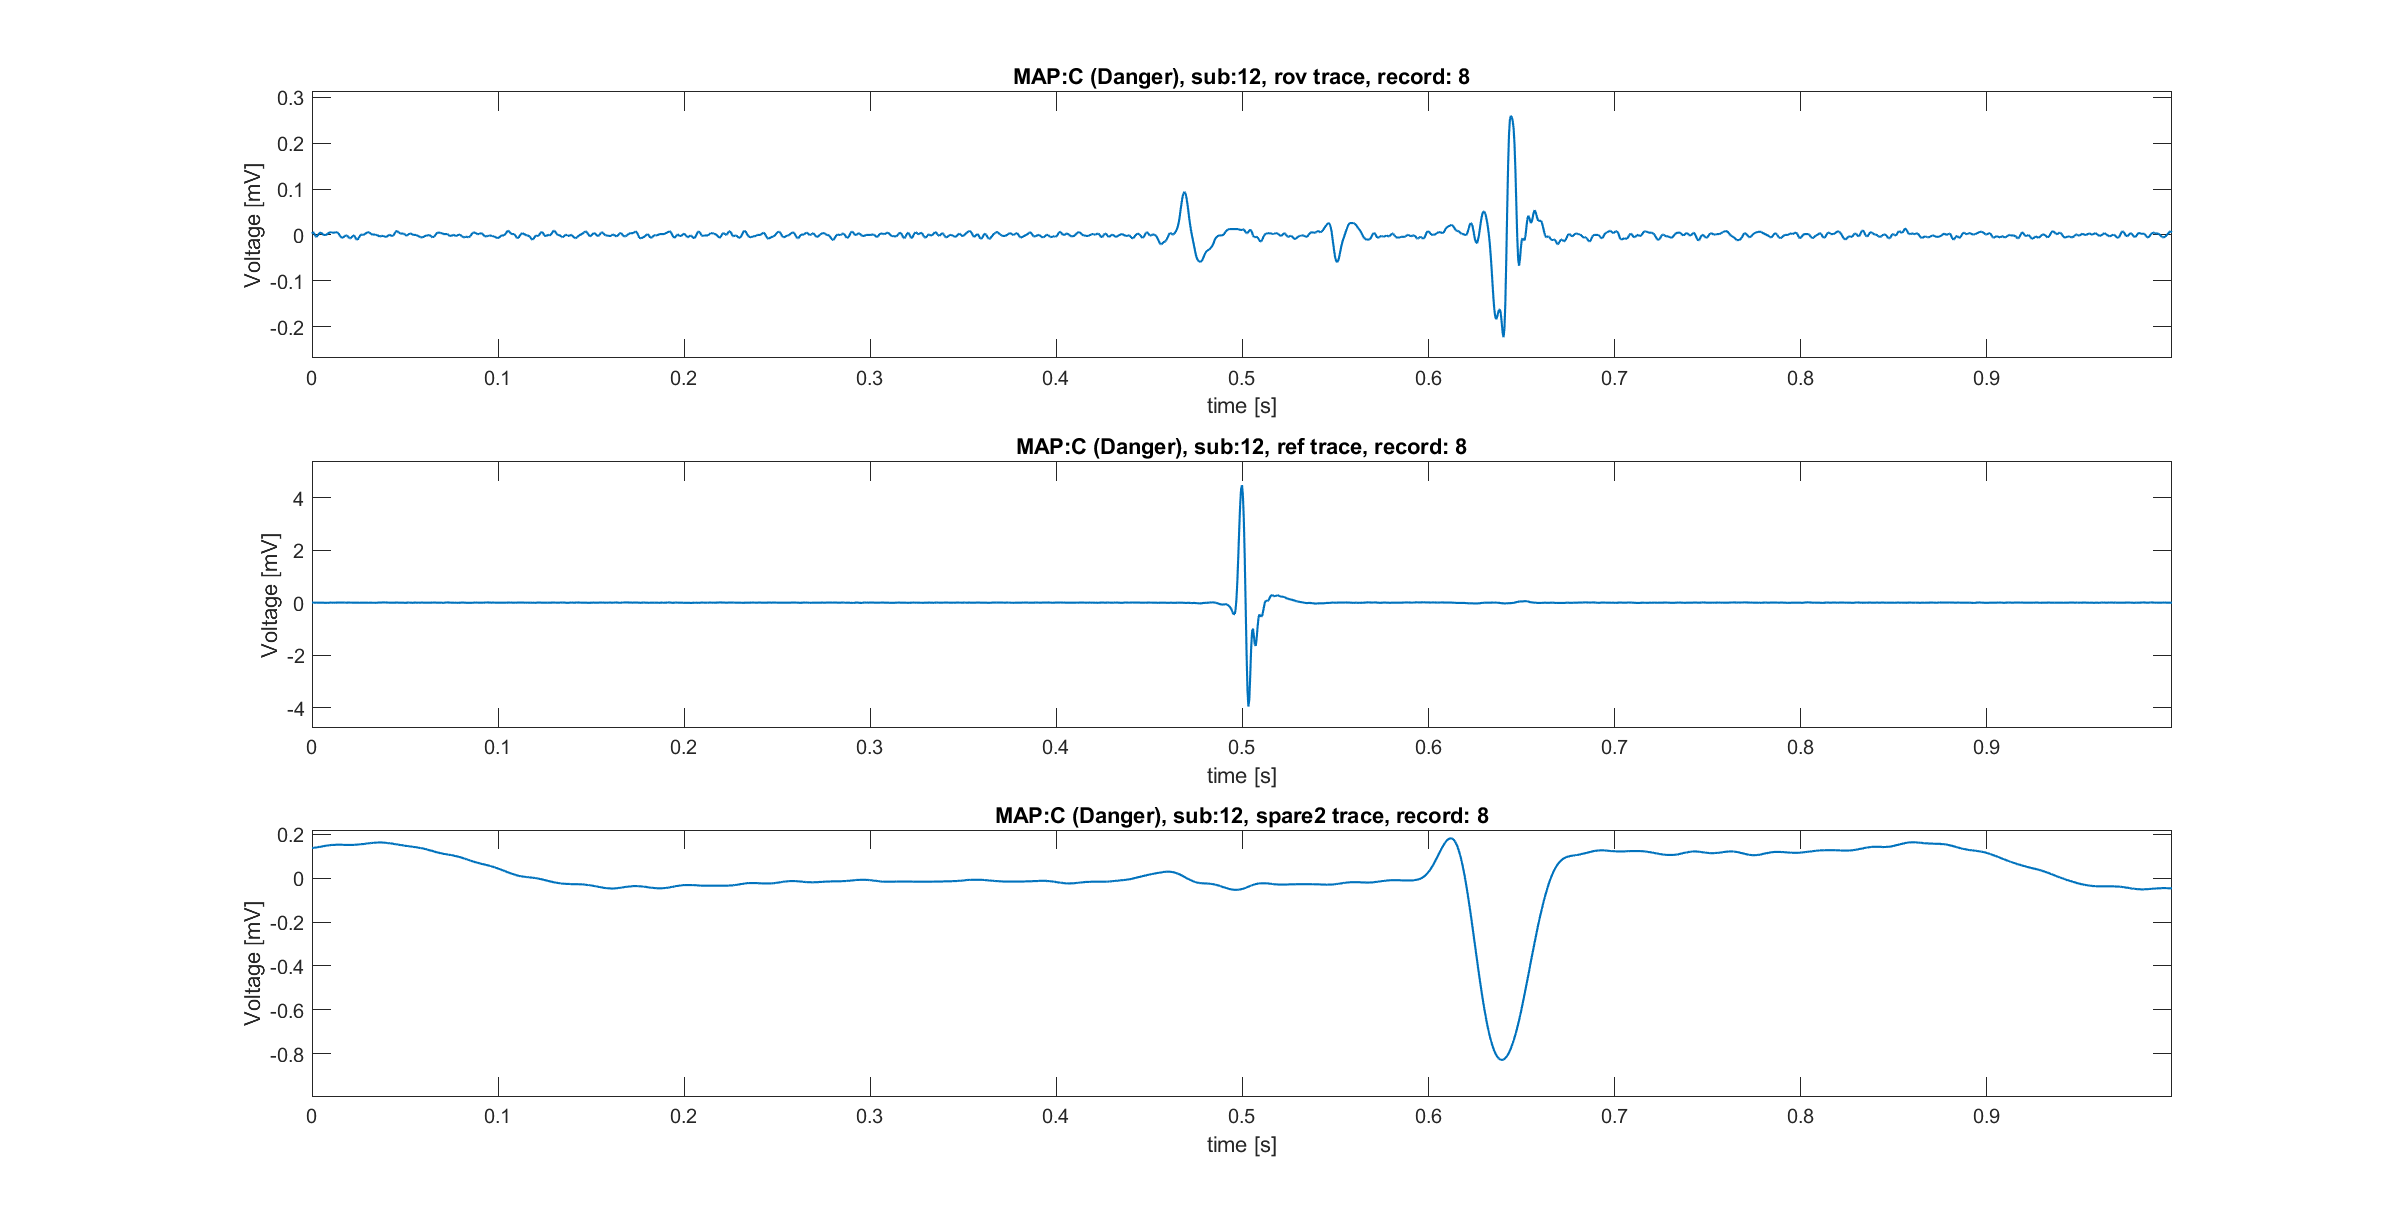 MAP:C (Danger), sub:12, rov trace, record: 8
Voltage [mV]
0.3
0.2
0.1
0
-0.1
-0.2
0 0.1 0.2 0.3 0.4 0.5 0.6 0.7 0.8 0.9
time [s]
MAP:C (Danger), sub:12, ref trace, record: 8
Voltage [mV]
4
2
0
-2
-4
0 0.1 0.2 0.3 0.4 0.5 0.6 0.7 0.8 0.9
time [s]
MAP:C (Danger), sub:12, spare2 trace, record: 8
Voltage [mV]
0.2
0
-0.2
-0.4
-0.6
-0.8
0 0.1 0.2 0.3 0.4 0.5 0.6 0.7 0.8 0.9
time [s]